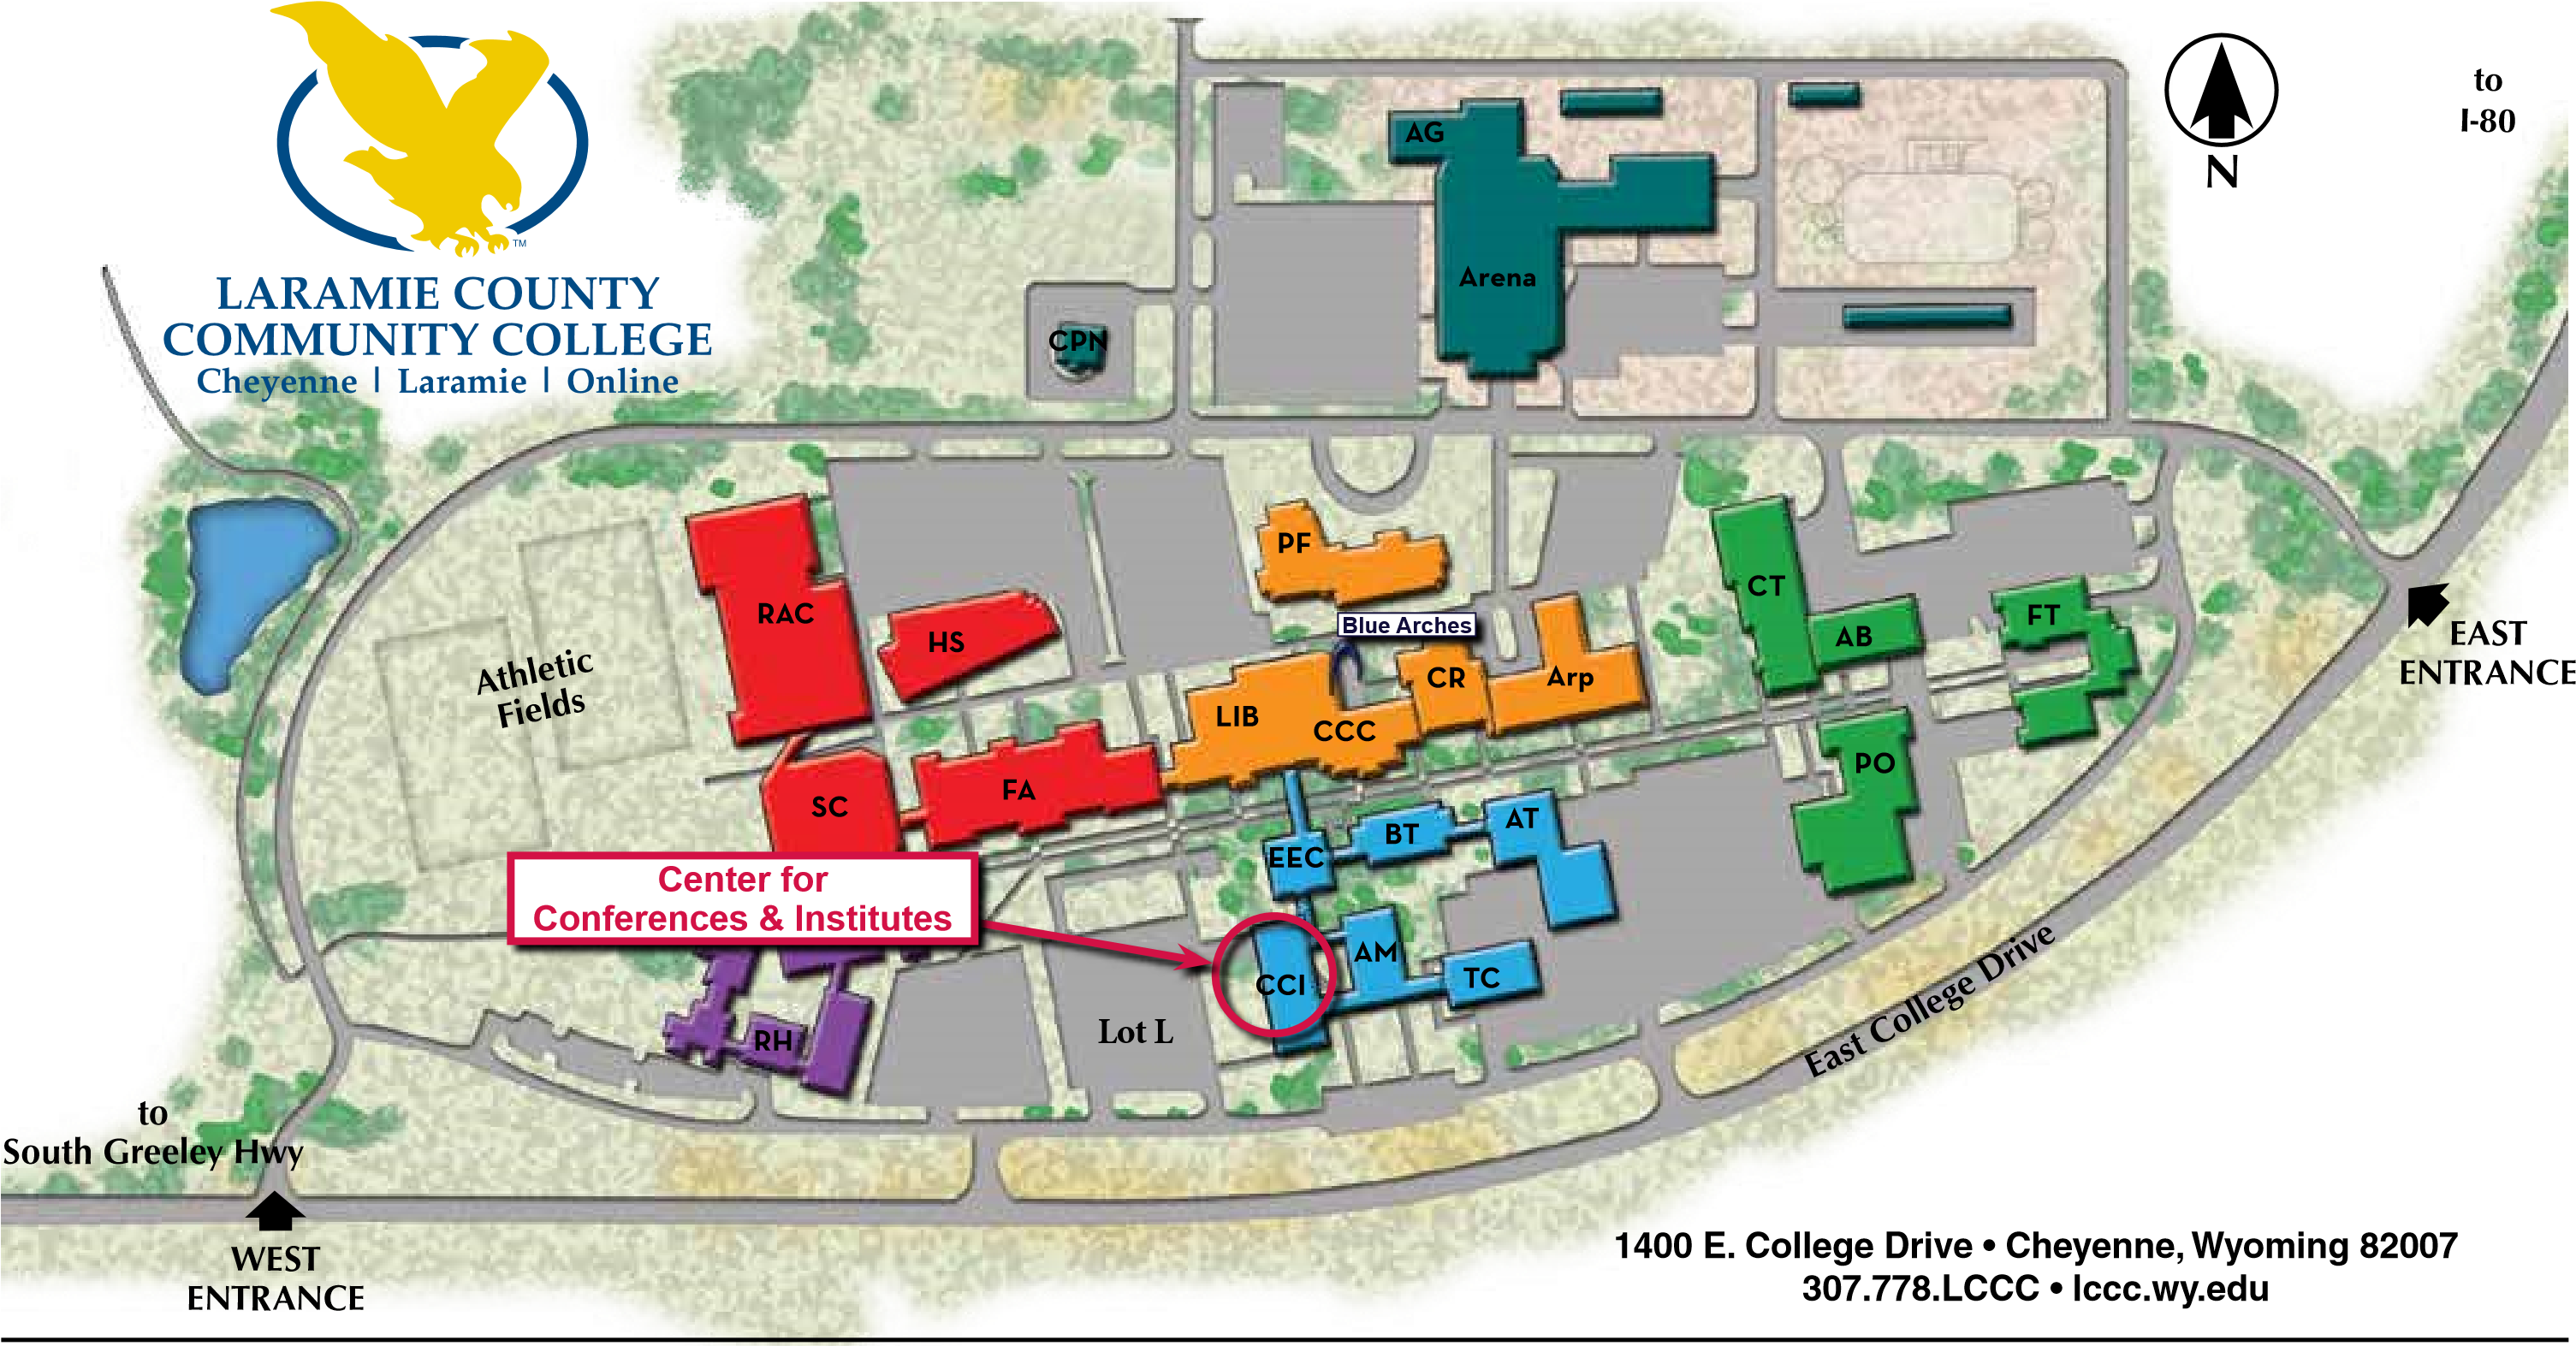 TM
LARAMIE COUNTY
COMMUNITY COLLEGE
Cheyenne | Laramie | Online
N
to
I-80
AG
Arena
CPN
PF
Blue Arches
RAC
HS
CT
AB
FT
EAST
ENTRANCE
Athletic
Fields
LIB
CCC
CR
Arp
SC
FA
PO
EEC
BT
AT
Center for
Conferences & Institutes
CCI
AM
TC
RH
Lot L
East College Drive
to
South Greeley Hwy
WEST
ENTRANCE
1400 E. College Drive • Cheyenne, Wyoming 82007
307.778.LCCC • lccc.wy.edu